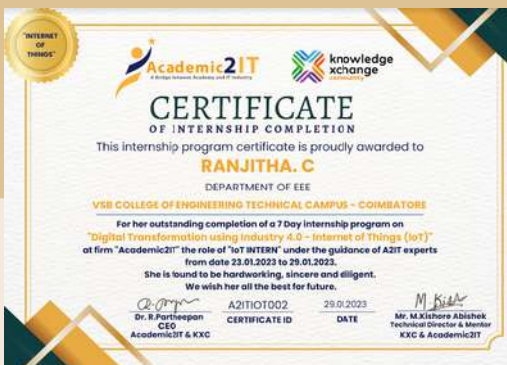 "INTERNET
OF
THINGS"
Academic2IT
A Bridge between Academy and IT Industry
knowledge
xchange
community
CERTIFICATE
OF INTERNSHIP COMPLETION
This internship program certificate is proudly awarded to
RANJITHA. C
DEPARTMENT OF EEE
VSB COLLEGE OF ENGINEERING TECHNICAL CAMPUS - COIMBATORE
For her outstanding completion of a 7 Day internship program on
"Digital Transformation using Industry 4.0 - Internet of Things (IoT)"
at firm "Academic2IT" the role of "IoT INTERN" under the guidance of A2IT experts
from date 23.01.2023 to 29.01.2023.
She is found to be hardworking, sincere and diligent.
We wish her all the best for future.
A2ITIOT002 29.01.2023
Dr. R.Partheepan CERTIFICATE ID DATE Mr. M.Kishore Abishek
CEO Technical Director & Mentor
Academic2IT & KXC KXC & Academic2IT